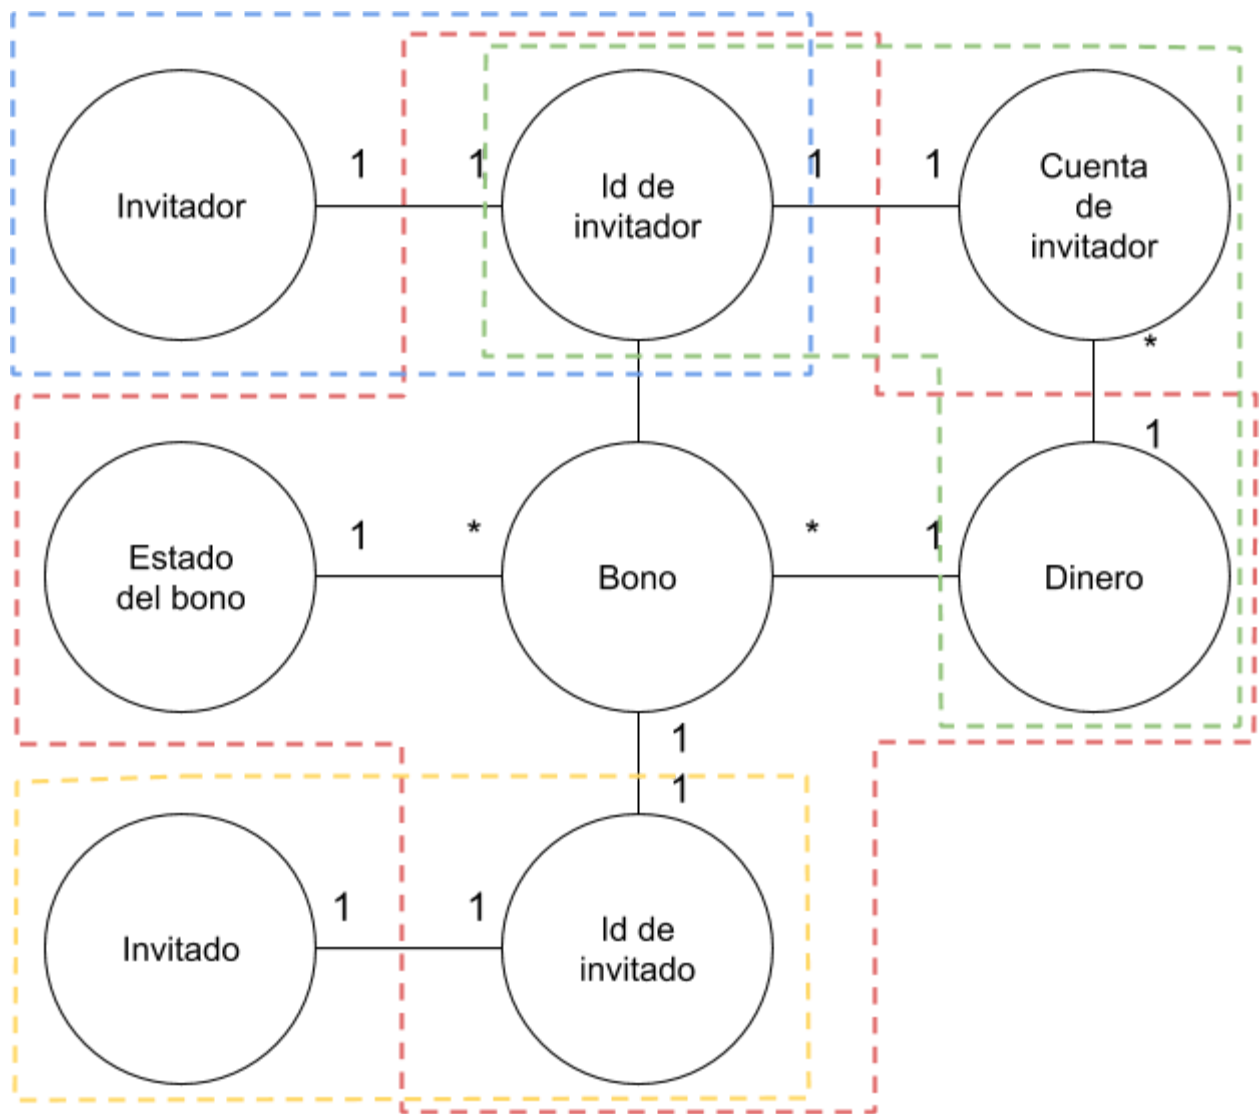 1 1 1 1
Invitador
Id de
invitador
Cuenta
de
invitador
*
1
1 * * 1
Estado
del bono
Bono
Dinero
1
1
1 1
Invitado
Id de
invitado